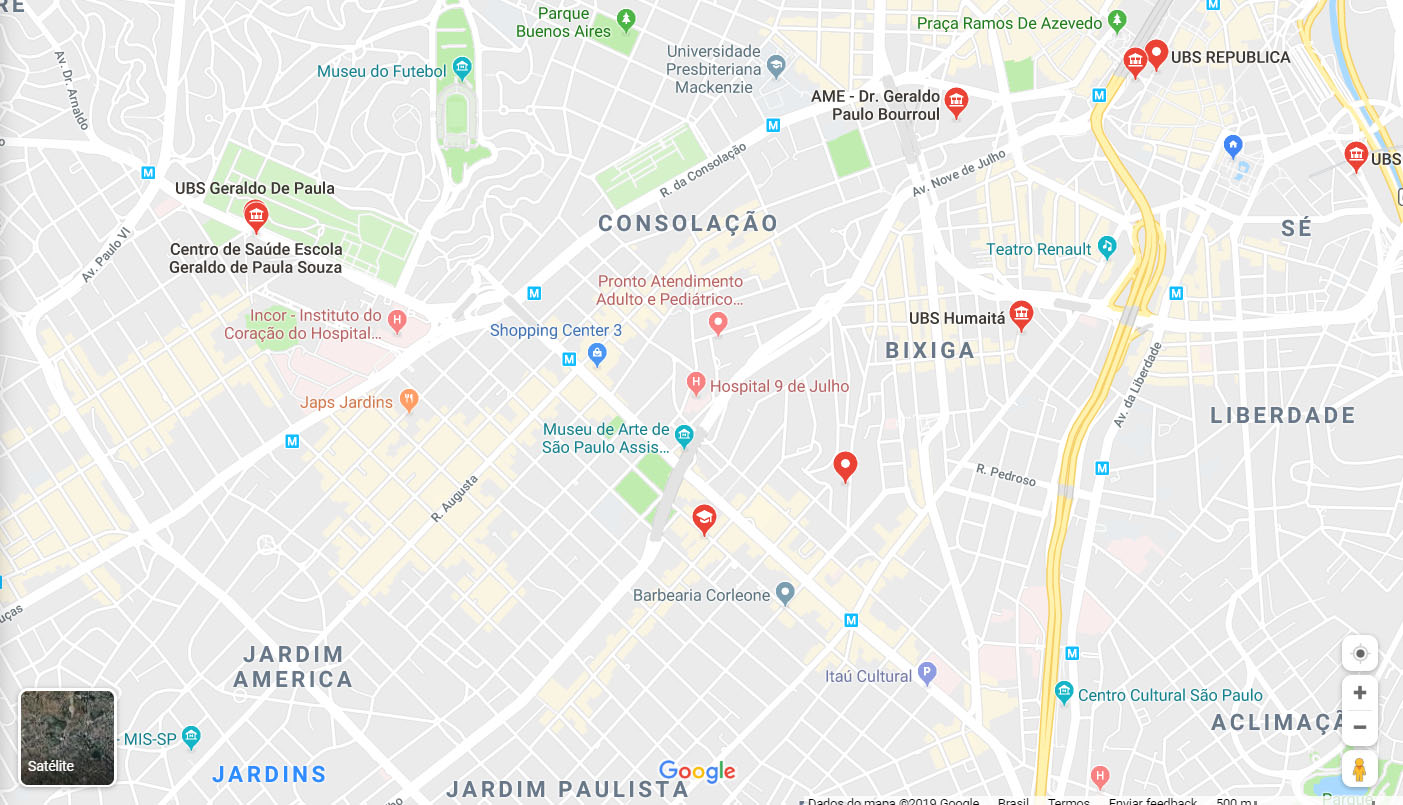 RE
Parque
Buenos Aires
Praça Ramos De Azevedo
Av. Dr. Arnaldo
Museu do Futebol
Universidade
Presbiteriana
Mackenzie
UBS REPUBLICA
M
AME - Dr. Geraldo
Paulo Bourroul
M
M
R. da Consolação
Av. Nove de Julho
UBS
M
UBS Geraldo De Paula
CONSOLAÇÃO
SÉ
Av. Paulo VI
Centro de Saúde Escola
Geraldo de Paula Souza
Teatro Renault
Pronto Atendimento
Adulto e Pediátrico...
M
M
Incor - Instituto do
Coração do Hospital...
H
UBS Humaitá
Shopping Center 3
M
BIXIGA
Av. da Liberdade
H
Hospital 9 de Julho
Japs Jardins
LIBERDADE
M
Museu de Arte de
São Paulo Assis...
M
R. Pedroso
R. Augusta
Barbearia Corleone
M
JARDIM
AMERICA
M
Itaú Cultural
P
Centro Cultural São Paulo
ACLIMAÇÃ
- MIS-SP
Satélite
JARDINS
Google
JARDIM PAULISTA
H
Parque
Dados do mapa ©2019 Google Brasil Termos Enviar feedback 500 m